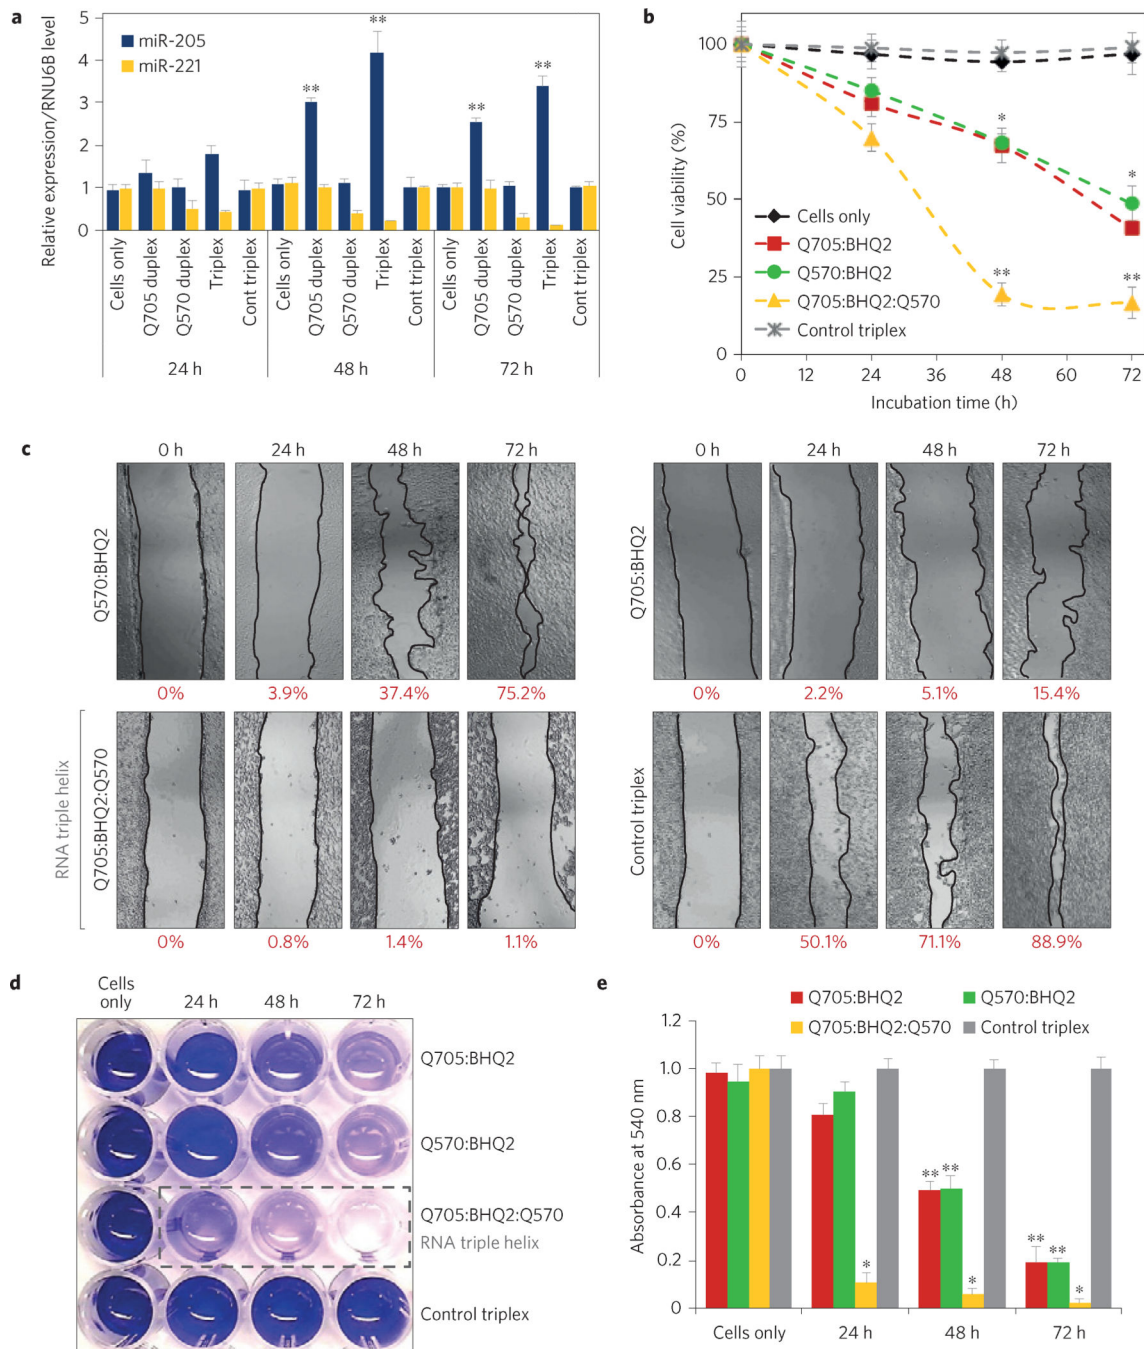 a
Relative expression/RNU6B level
5
4
3
2
1
0
miR-205
miR-221
**
**
**
**
Cells only
Q705 duplex
Q570 duplex
Triplex
Cont triplex
Cells only
Q705 duplex
Q570 duplex
Triplex
Cont triplex
Cells only
Q705 duplex
Q570 duplex
Triplex
Cont triplex
24 h
48 h
72 h
b
Cell viability (%)
100
75
50
25
0
*
*
**
**
Cells only
Q705:BHQ2
Q570:BHQ2
Q705:BHQ2:Q570
Control triplex
0 12 24 36 48 60 72
Incubation time (h)
c
0 h 24 h 48 h 72 h
Q570:BHQ2
0% 3.9% 37.4% 75.2%
RNA triple helix
Q705:BHQ2:Q570
0% 0.8% 1.4% 1.1%
0 h 24 h 48 h 72 h
Q705:BHQ2
0% 2.2% 5.1% 15.4%
Control triplex
0% 50.1% 71.1% 88.9%
d
Cells
only 24 h 48 h 72 h
Q705:BHQ2
Q570:BHQ2
Q705:BHQ2:Q570
RNA triple helix
Control triplex
e
Q705:BHQ2 Q570:BHQ2
Q705:BHQ2:Q570 Control triplex
Absorbance at 540 nm
1.2
1.0
0.8
0.6
0.4
0.2
0
*
** **
*
** **
*
Cells only 24 h 48 h 72 h